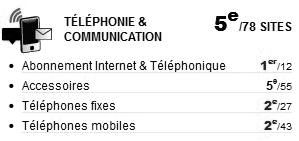 TÉLÉPHONIE & 5e/78 SITES
COMMUNICATION
• Abonnement Internet & Téléphonique 1er/12
• Accessoires 5e/55
• Téléphones fixes 2e/27
• Téléphones mobiles 2e/43